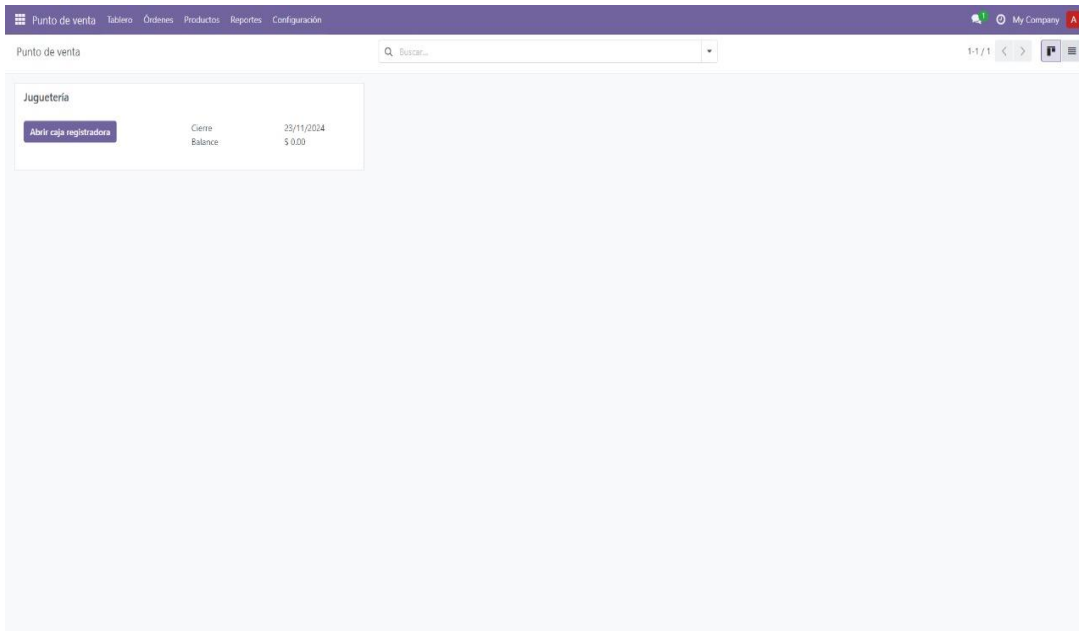 Punto de venta Tablero Órdenes Productos Reportes Configuración 1 My Company A
Punto de venta Buscar... 1-1 / 1
Juguetería
Abrir caja registradora Cierre 23/11/2024
Balance $ 0.00